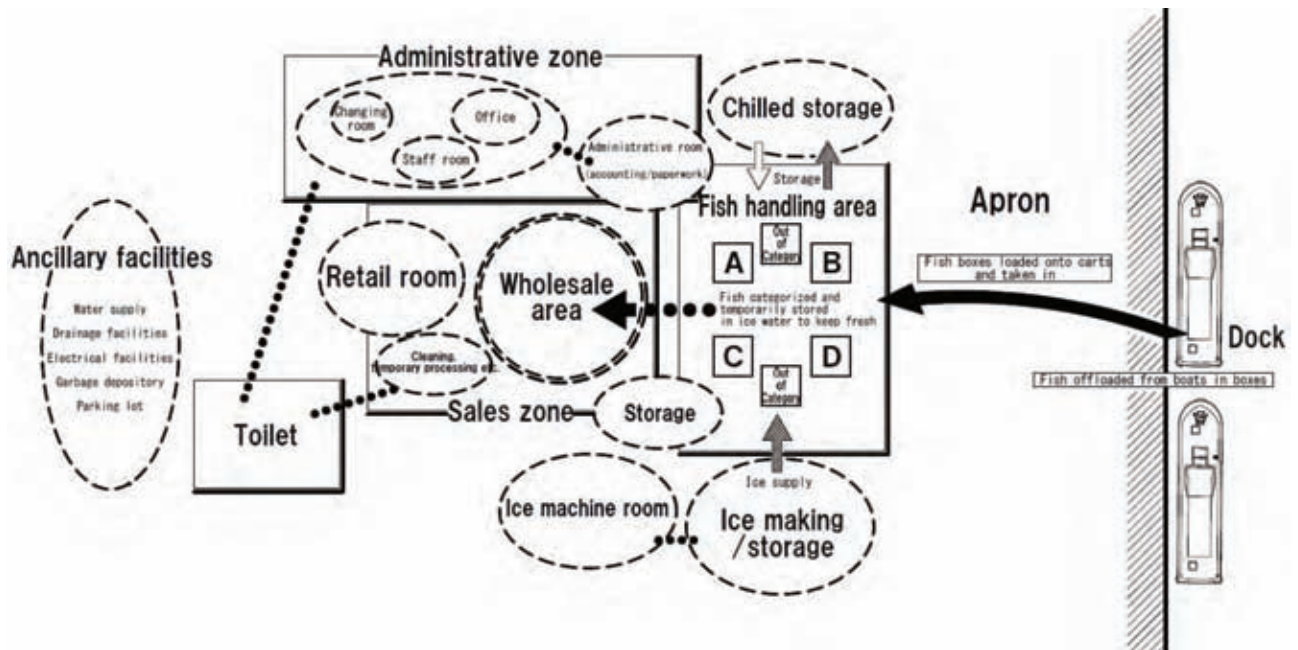 Administrative zone
Changing
room
Office
Staff room
Administrative room
(accounting/paperwork)
Chilled storage
Storage
Fish handling area
Out
of
Category
A
B
Fish categorized and
temporarily stored
in ice water to keep fresh
C
D
Out
of
Category
Apron
Fish boxes loaded onto carts
and taken in
Dock
Fish offloaded from boats in boxes
Ancillary facilities
Water supply
Drainage facilities
Electrical facilities
Garbage depository
Parking lot
Retail room
Wholesale
area
Cleaning,
temporary processing etc.
Sales zone
Storage
Toilet
Ice machine room
Ice supply
Ice making
/storage